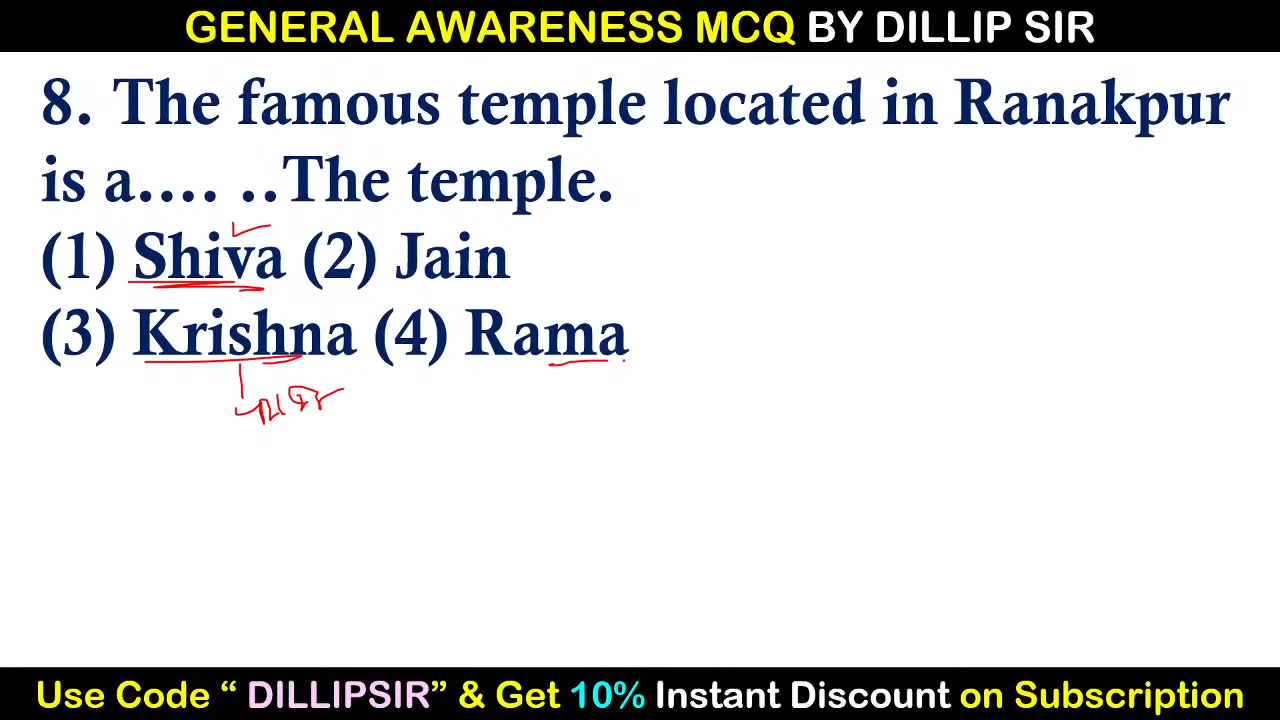 GENERAL AWARENESS MCQ BY DILLIP SIR
8. The famous temple located in Ranakpur
is a.... ..The temple.
(1) Shiva (2) Jain
(3) Krishna (4) Rama
Use Code “ DILLIPSIR” & Get 10% Instant Discount on Subscription